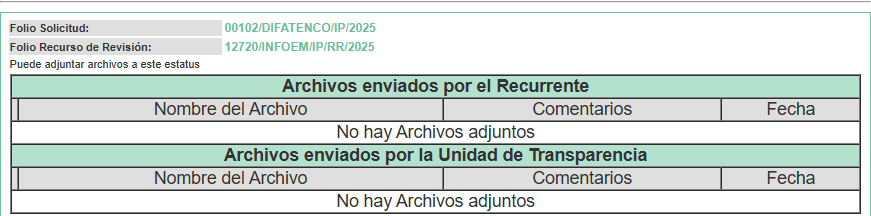 Folio Solicitud: 00102/DIFATENCO/IP/2025
Folio Recurso de Revisión: 12720/INFOEM/IP/RR/2025
Puede adjuntar archivos a este estatus
Archivos enviados por el Recurrente
Nombre del Archivo Comentarios Fecha
No hay Archivos adjuntos
Archivos enviados por la Unidad de Transparencia
Nombre del Archivo Comentarios Fecha
No hay Archivos adjuntos